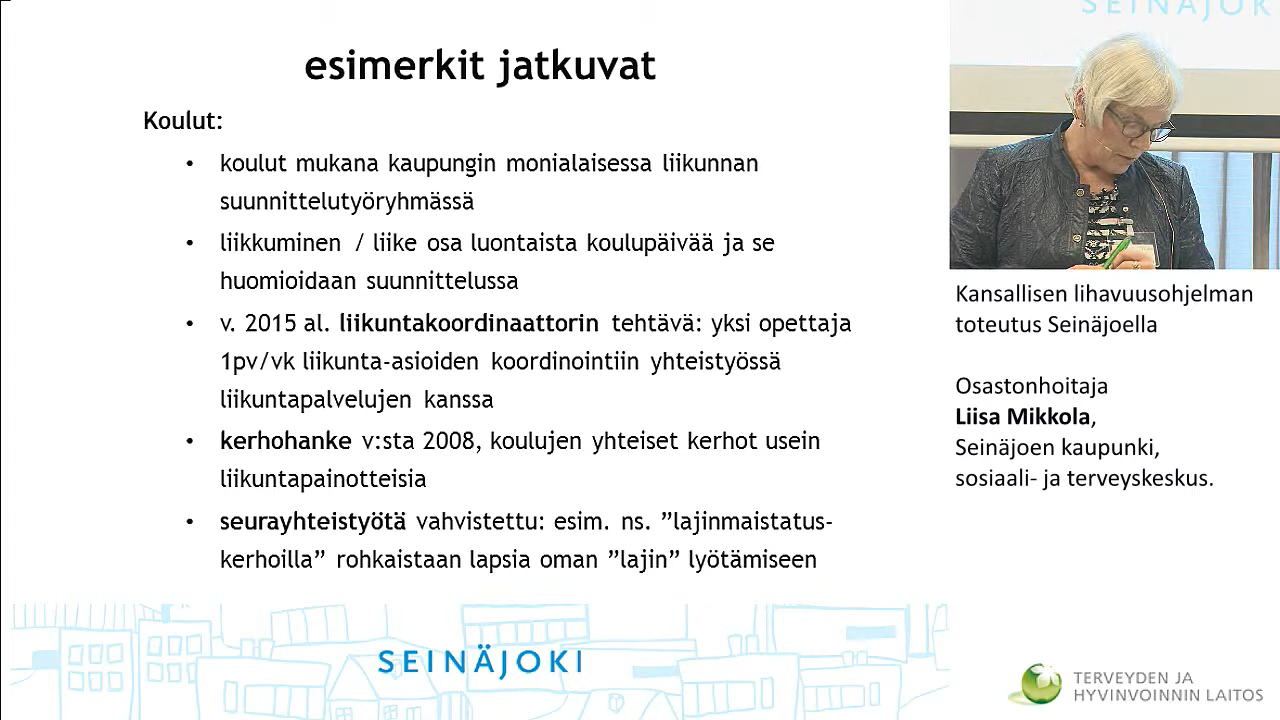 esimerkit jatkuvat
Koulut:
• koulut mukana kaupungin monialaisessa liikunnan
suunnittelutyöryhmässä
• liikkuminen / liike osa luontaista koulupäivää ja se
huomioidaan suunnittelussa
• v. 2015 al. liikuntakoordinaattorin tehtävä: yksi opettaja
1pv/vk liikunta-asioiden koordinointiin yhteistyössä
liikuntapalvelujen kanssa
• kerhohanke v:sta 2008, koulujen yhteiset kerhot usein
liikuntapainotteisia
• seurayhteistyötä vahvistettu: esim. ns. ”lajinmaistatus-
kerhoilla” rohkaistaan lapsia oman ”lajin” lyötämiseen
SEINÄJOKI
SEINÄJOK
Kansallisen lihavuusohjelman
toteutus Seinäjoella
Osastonhoitaja
Liisa Mikkola,
Seinäjoen kaupunki,
sosiaali- ja terveyskeskus.
TERVEYDEN JA
HYVINVOINNIN LAITOS